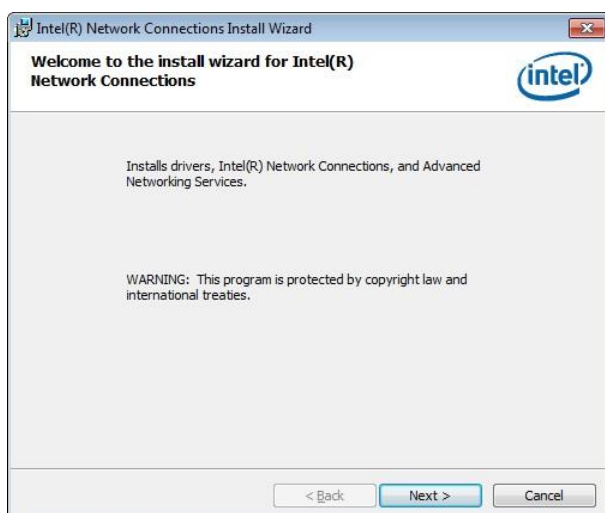 Intel(R) Network Connections Install Wizard
Welcome to the install wizard for Intel(R)
Network Connections
intel
Installs drivers, Intel(R) Network Connections, and Advanced
Networking Services.
WARNING: This program is protected by copyright law and
international treaties.
< Back
Next >
Cancel